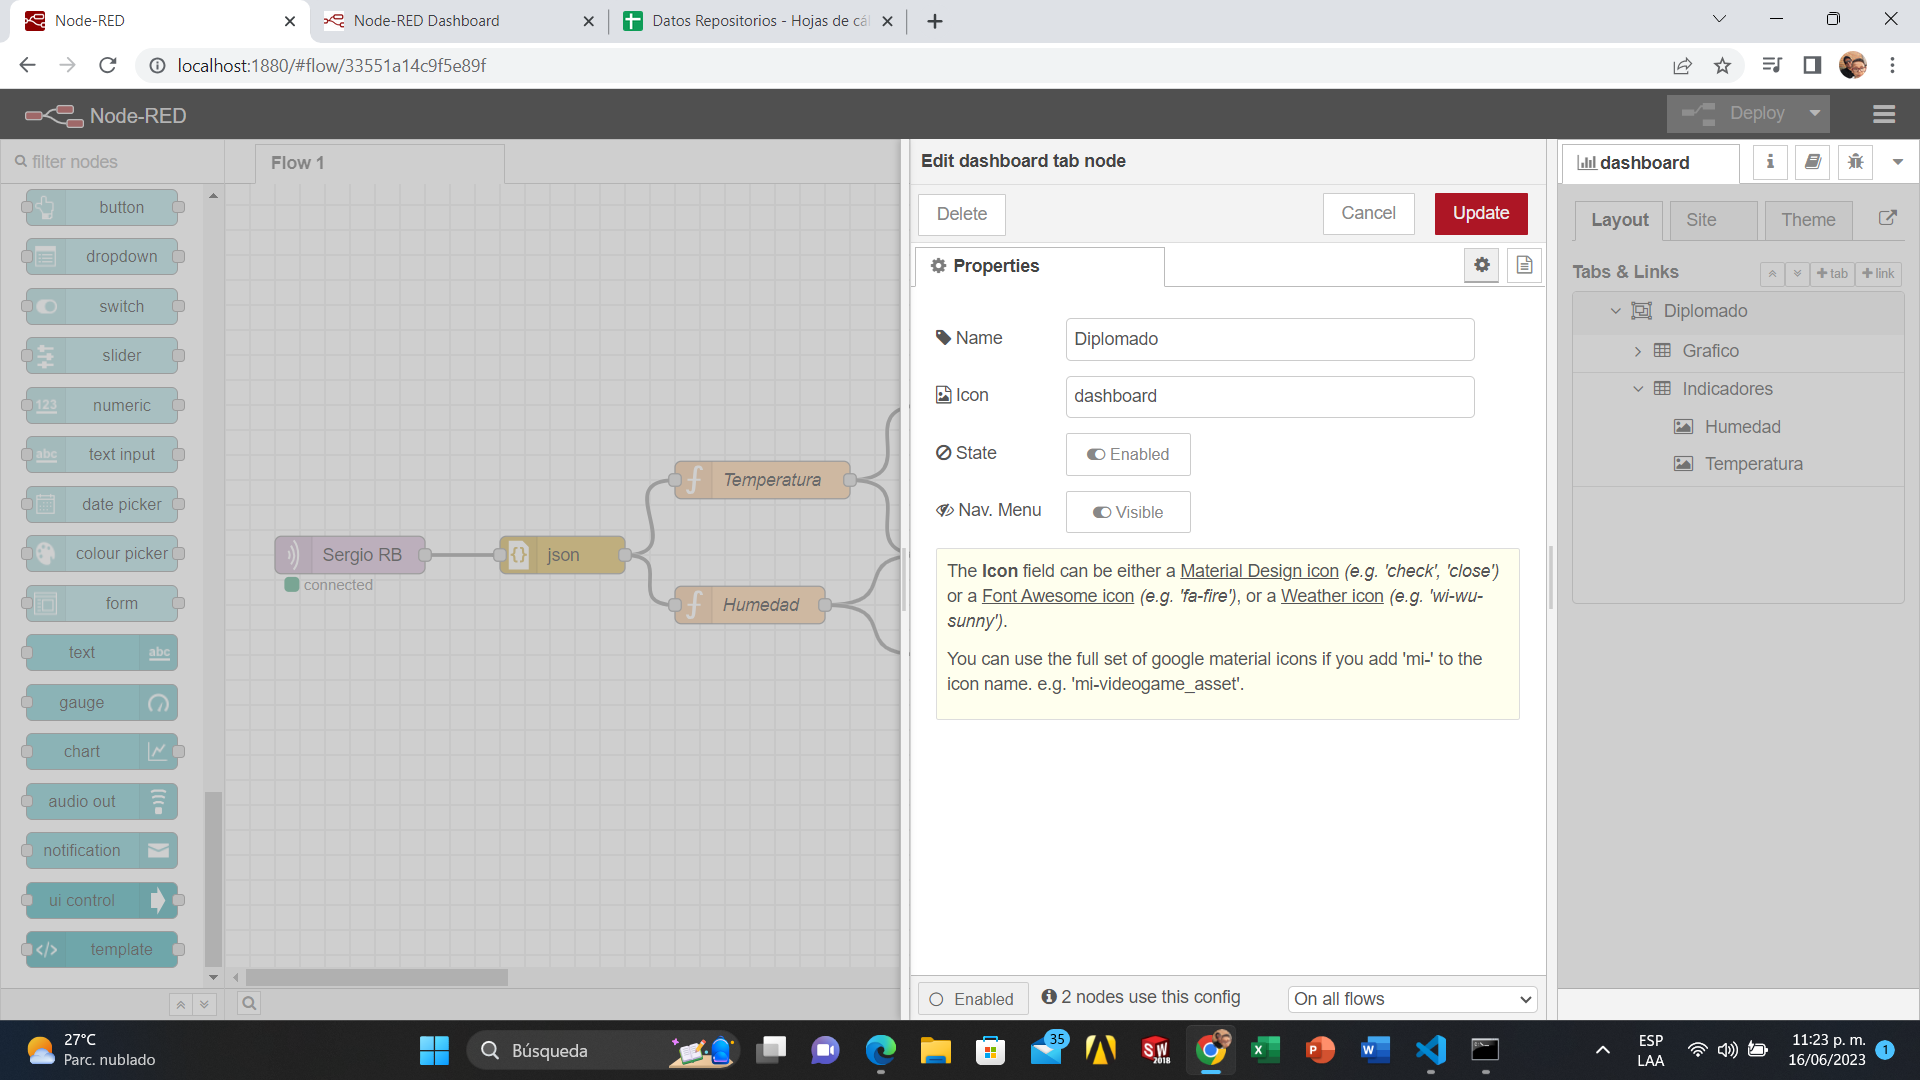 Node-RED
Node-RED Dashboard
Datos Repositorios - Hojas de cál
localhost:1880/#flow/33551a14c9f5e89f
Node-RED
Deploy
filter nodes
Flow 1
button
dropdown
switch
slider
123 numeric
abc text input
date picker
colour picker
form
text abc
gauge
chart
audio out
notification
ui control
template
Sergio RB
connected
json
Temperatura
Humedad
Edit dashboard tab node
Delete
Cancel
Update
Properties
Name
Diplomado
Icon
dashboard
State
Enabled
Nav. Menu
Visible
The Icon field can be either a Material Design icon (e.g. 'check', 'close')
or a Font Awesome icon (e.g. 'fa-fire'), or a Weather icon (e.g. 'wi-wu-
sunny').
You can use the full set of google material icons if you add 'mi-' to the
icon name. e.g. 'mi-videogame_asset'.
Enabled
2 nodes use this config
On all flows
dashboard
Layout
Site
Theme
Tabs & Links
tab
link
Diplomado
Grafico
Indicadores
Humedad
Temperatura
27°C
Parc. nublado
Búsqueda
35
SW
2018
ESP
LAA
11:23 p. m.
16/06/2023
1